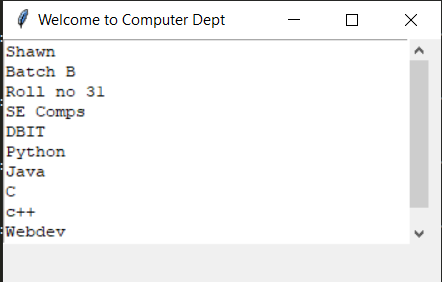 Welcome to Computer Dept
Shawn
Batch B
Roll no 31
SE Comps
DBIT
Python
Java
C
c++
Webdev